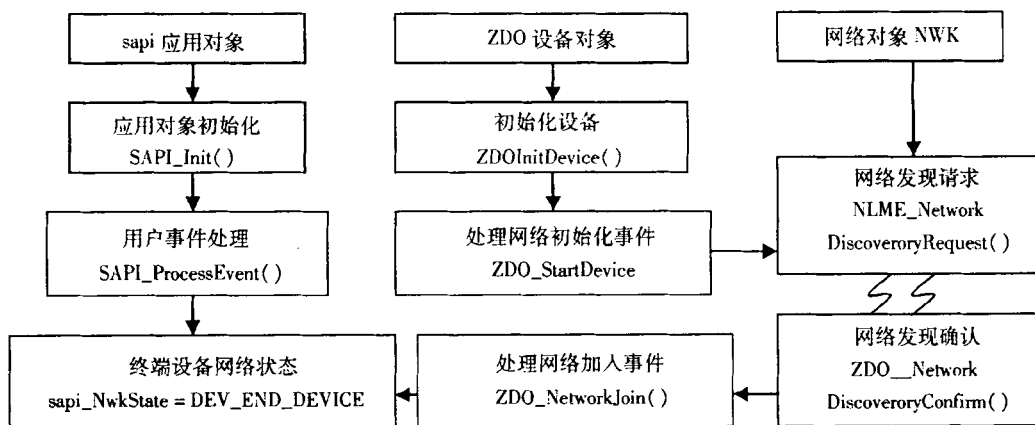 sapi 应用对象
ZDO 设备对象
网络对象 NWK
应用对象初始化
SAPI_Init()
初始化设备
ZDOInitDevice()
网络发现请求
NLME_Network
DiscoveroryRequest()
用户事件处理
SAPI_ProcessEvent()
处理网络初始化事件
ZDO_StartDevice
终端设备网络状态
sapi_NwkState = DEV_END_DEVICE
处理网络加入事件
ZDO_NetworkJoin()
网络发现确认
ZDO__Network
DiscoveroryConfirm()